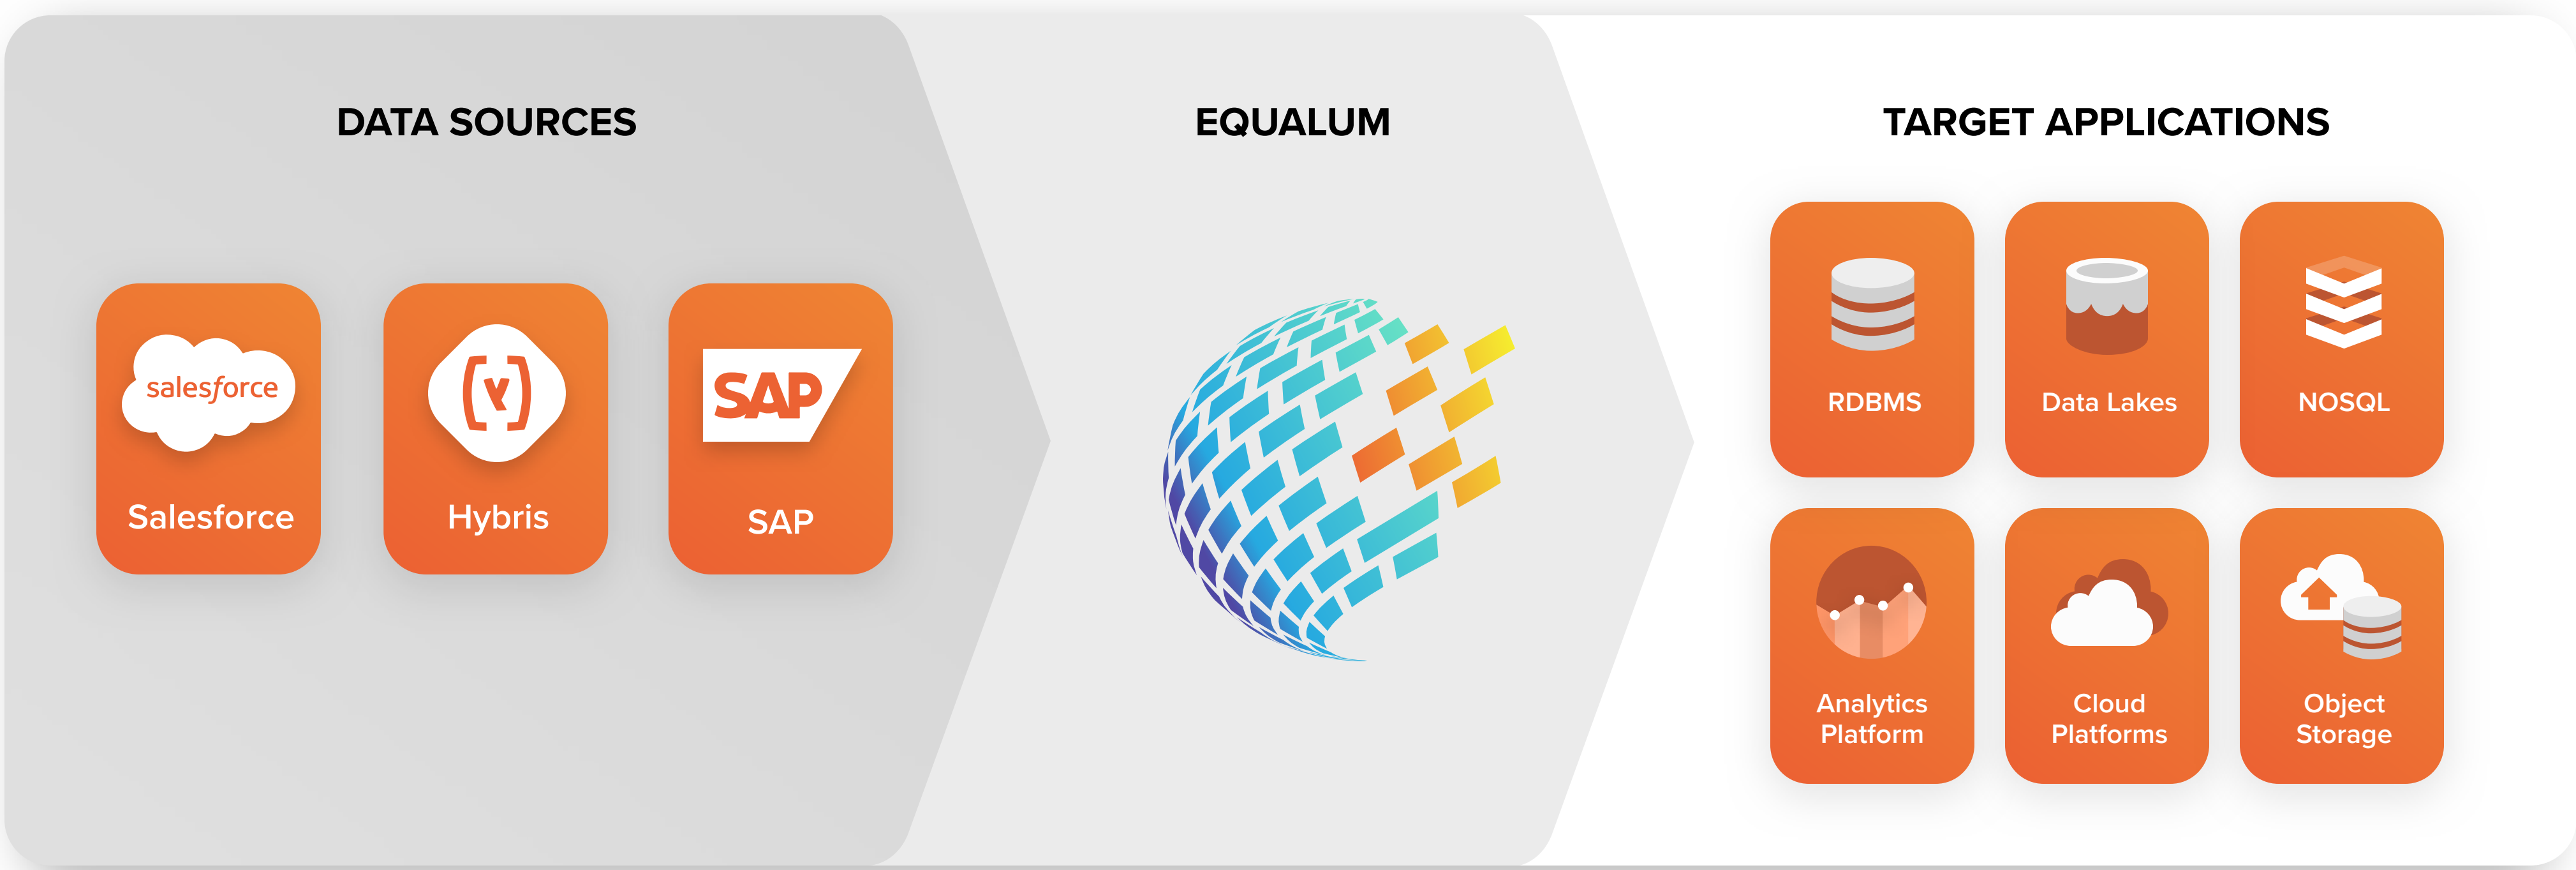 DATA SOURCES
salesforce
Salesforce
[y]
Hybris
SAP
SAP
EQUALUM
TARGET APPLICATIONS
RDBMS
Data Lakes
NOSQL
Analytics
Platform
Cloud
Platforms
Object
Storage